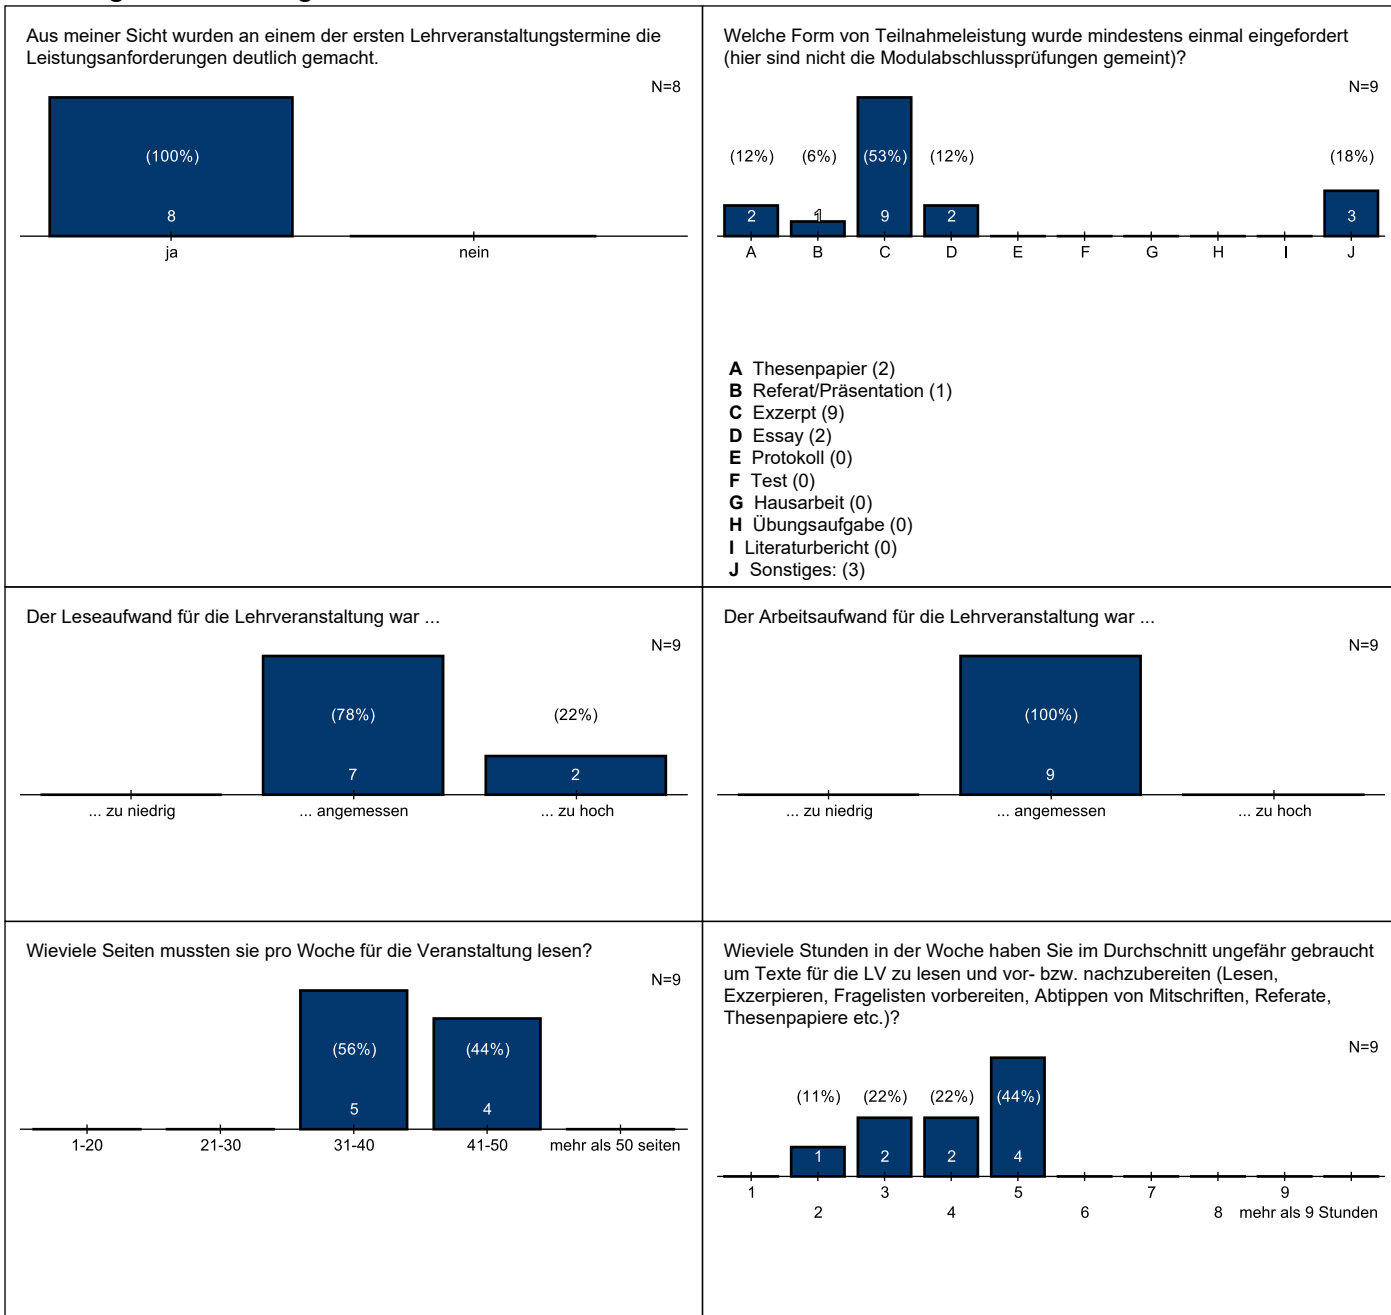 Aus meiner Sicht wurden an einem der ersten Lehrveranstaltungstermine die
Leistungsanforderungen deutlich gemacht.
N=8
(100%)
8
ja nein
Welche Form von Teilnahmeleistung wurde mindestens einmal eingefordert
(hier sind nicht die Modulabschlussprüfungen gemeint)?
N=9
(12%) (6%) (53%) (12%) (18%)
2 1 9 2 3
A B C D E F G H I J
A Thesenpapier (2)
B Referat/Präsentation (1)
C Exzerpt (9)
D Essay (2)
E Protokoll (0)
F Test (0)
G Hausarbeit (0)
H Übungsaufgabe (0)
I Literaturbericht (0)
J Sonstiges: (3)
Der Leseaufwand für die Lehrveranstaltung war ...
N=9
(78%) (22%)
7 2
... zu niedrig ... angemessen ... zu hoch
Der Arbeitsaufwand für die Lehrveranstaltung war ...
N=9
(100%)
9
... zu niedrig ... angemessen ... zu hoch
Wieviele Seiten mussten sie pro Woche für die Veranstaltung lesen?
N=9
(56%) (44%)
5 4
1-20 21-30 31-40 41-50 mehr als 50 seiten
Wieviele Stunden in der Woche haben Sie im Durchschnitt ungefähr gebraucht
um Texte für die LV zu lesen und vor- bzw. nachzubereiten (Lesen,
Exzerpieren, Fragelisten vorbereiten, Abtippen von Mitschriften, Referate,
Thesenpapiere etc.)?
N=9
(11%) (22%) (22%) (44%)
1 2 2 4
1 3 5 7 9
2 4 6 8 mehr als 9 Stunden